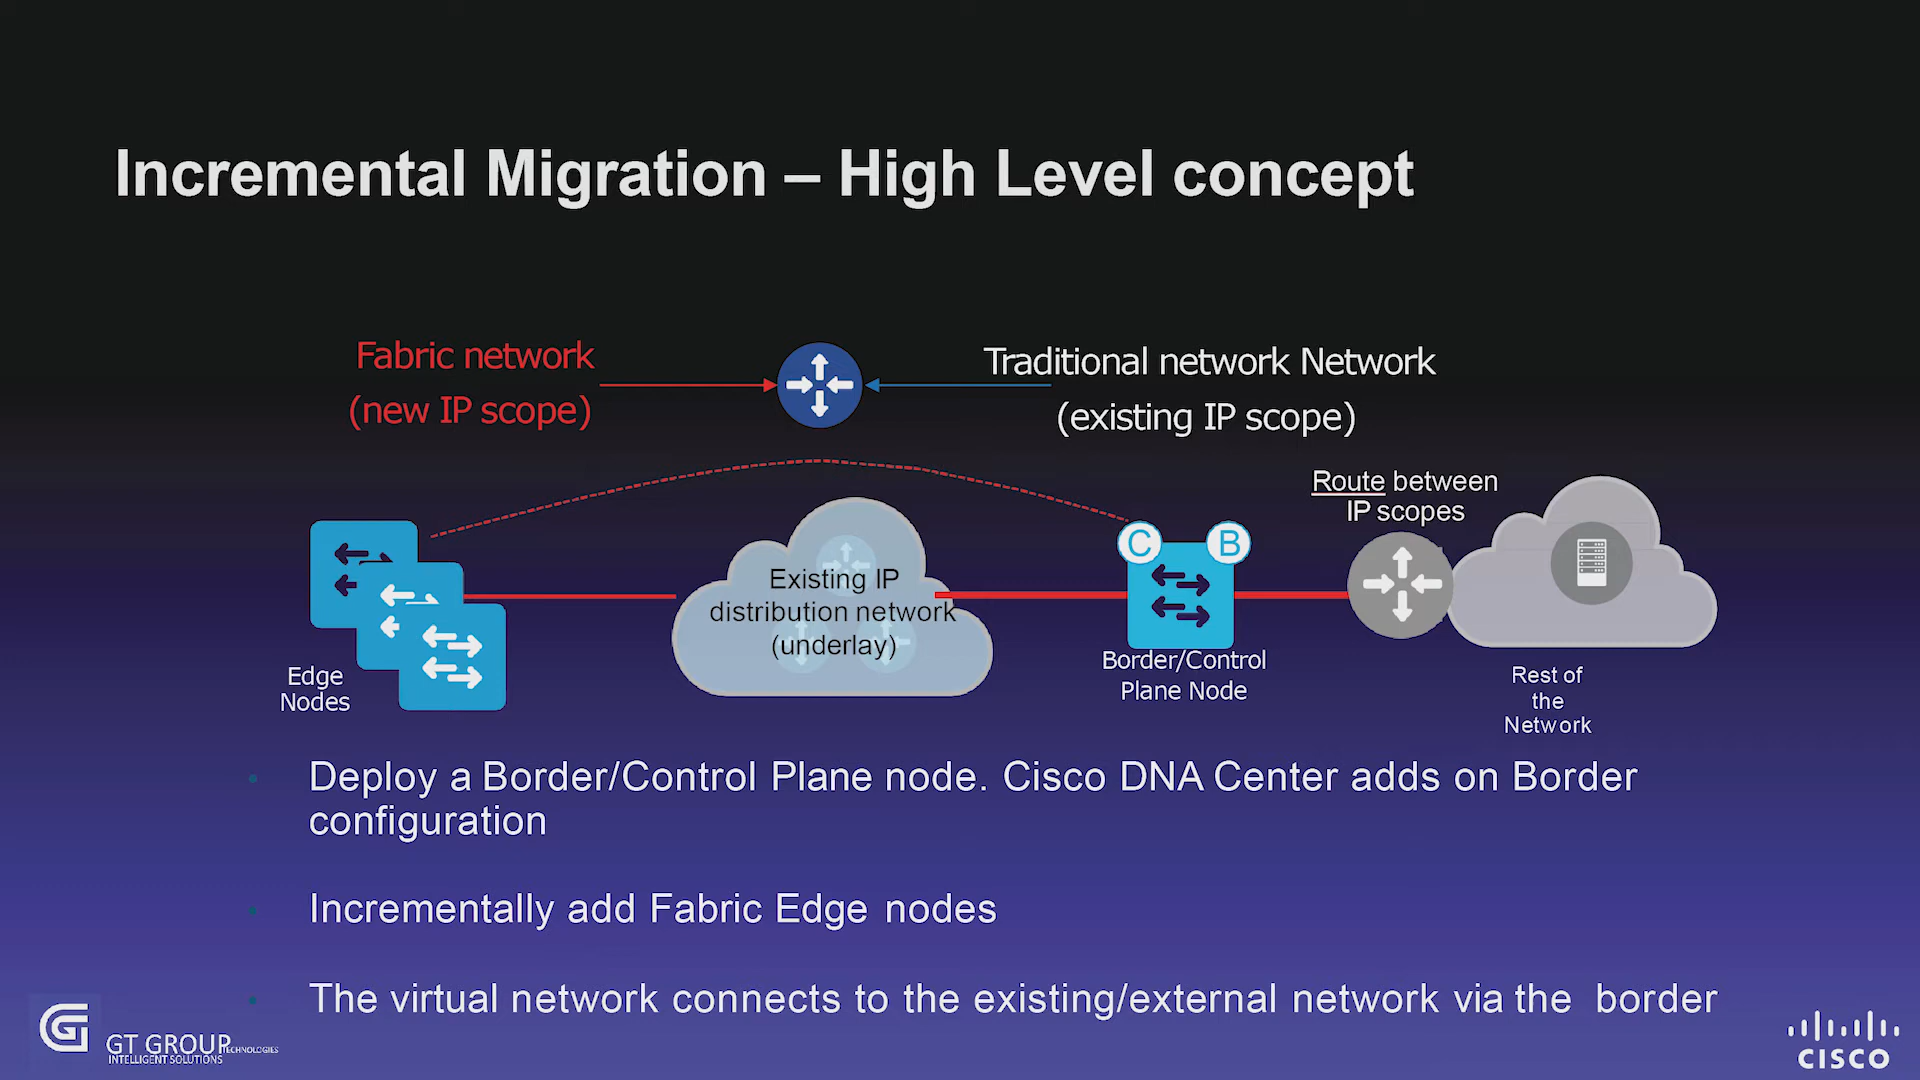 Incremental Migration – High Level concept
Fabric network
(new IP scope)
Traditional network Network
(existing IP scope)
Route between
IP scopes
C
B
Existing IP
distribution network
(underlay)
Edge
Nodes
Border/Control
Plane Node
Rest of
the
Network
Deploy a Border/Control Plane node. Cisco DNA Center adds on Border
configuration
Incrementally add Fabric Edge nodes
The virtual network connects to the existing/external network via the border
GT GROUP TECHNOLOGIES
INTELLIGENT SOLUTIONS
CISCO